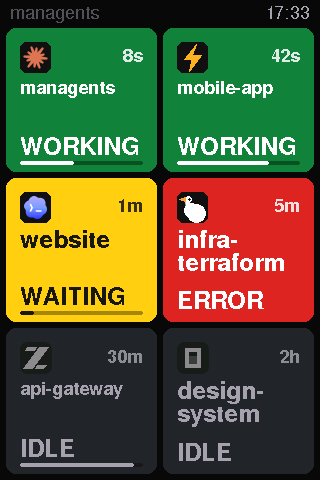 managents 17:33
8s
managents
WORKING
42s
mobile-app
WORKING
1m
website
WAITING
5m
infra-
terraform
ERROR
30m
api-gateway
IDLE
2h
design-
system
IDLE